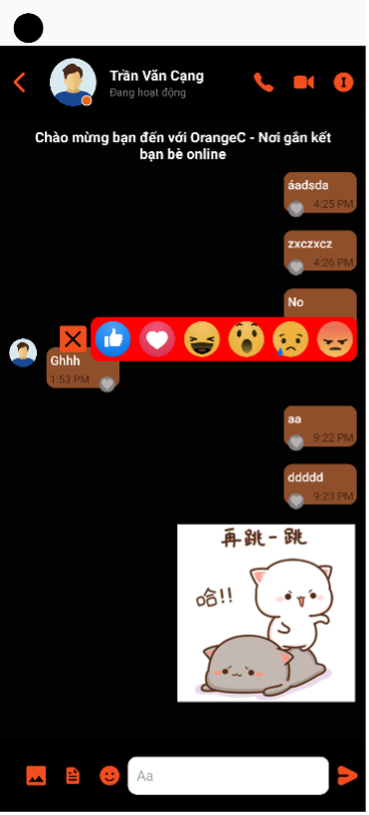 Trần Văn Cạng
Đang hoạt động
Chào mừng bạn đến với OrangeC - Nơi gắn kết
bạn bè online
áadsda
4:25 PM
zxczxcz
4:26 PM
No
Ghhh
1:53 PM
aa
9:22 PM
ddddd
9:23 PM
再跳一跳
哈!!
Aa